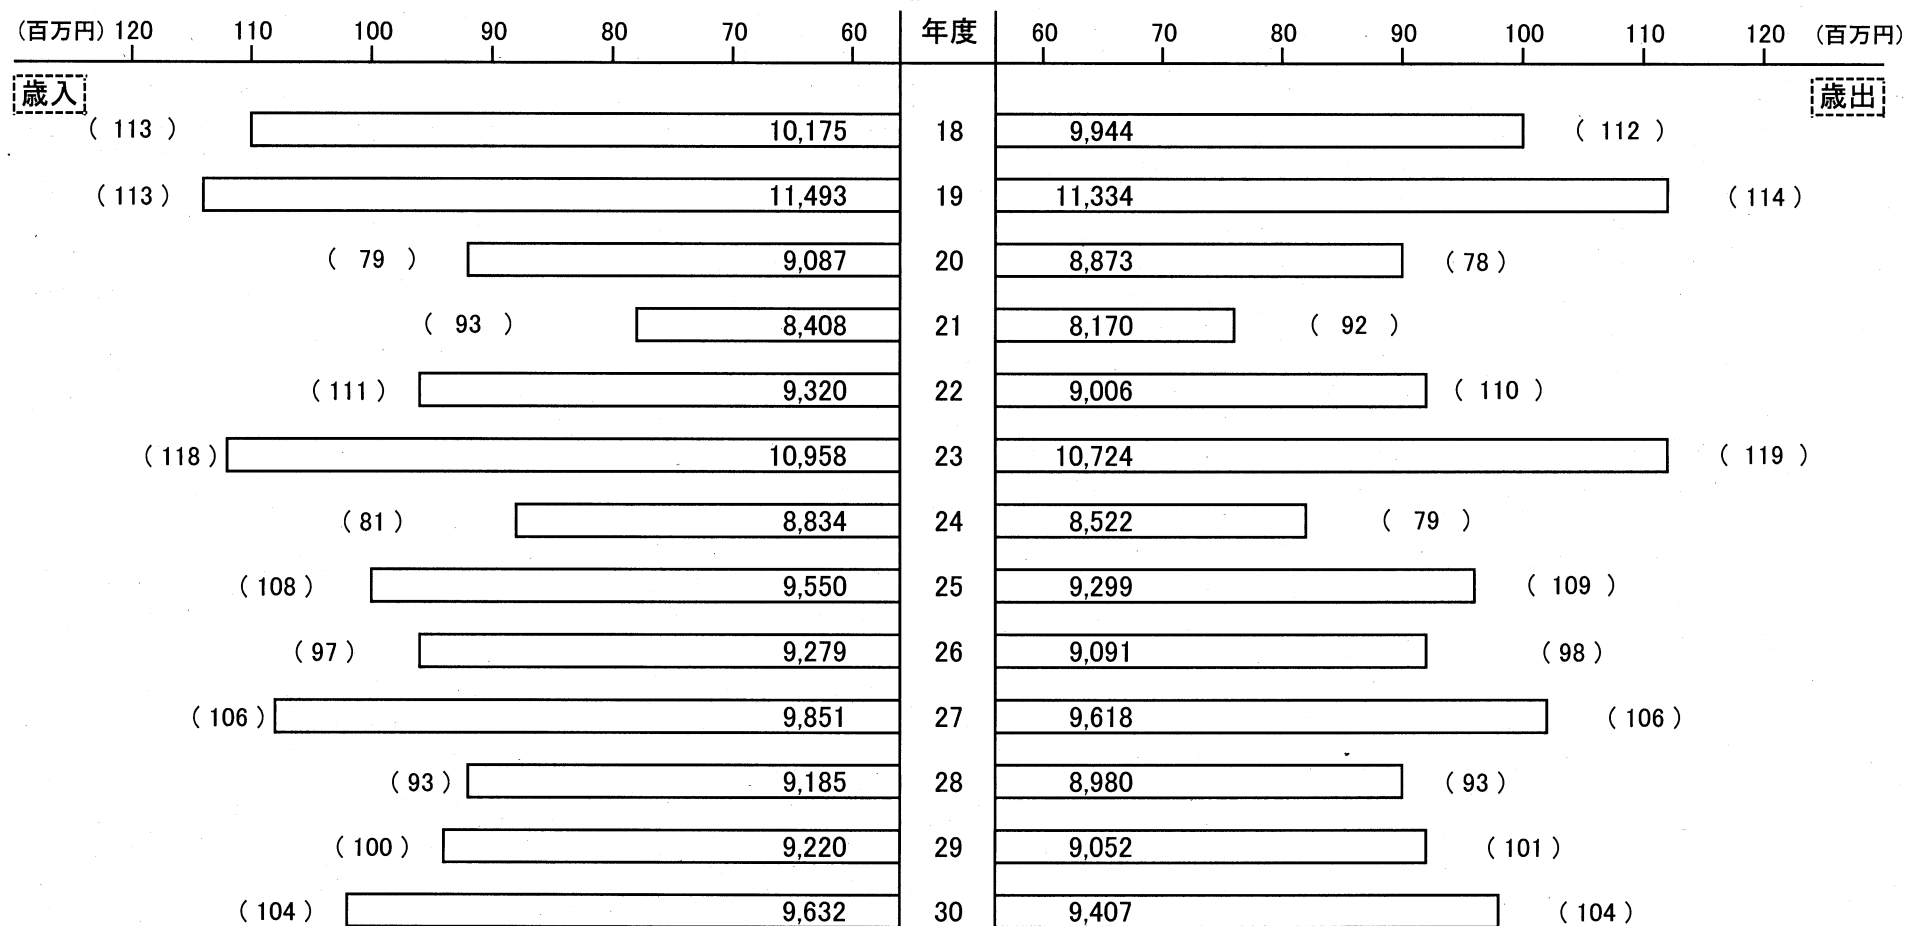 (百万円) 120 110 100 90 80 70 60 年度 60 70 80 90 100 110 120 (百万円)
歳入 歳出
( 113 ) 10,175 18 9,944 ( 112 )
( 113 ) 11,493 19 11,334 ( 114 )
( 79 ) 9,087 20 8,873 ( 78 )
( 93 ) 8,408 21 8,170 ( 92 )
( 111 ) 9,320 22 9,006 ( 110 )
( 118 ) 10,958 23 10,724 ( 119 )
( 81 ) 8,834 24 8,522 ( 79 )
( 108 ) 9,550 25 9,299 ( 109 )
( 97 ) 9,279 26 9,091 ( 98 )
( 106 ) 9,851 27 9,618 ( 106 )
( 93 ) 9,185 28 8,980 ( 93 )
( 100 ) 9,220 29 9,052 ( 101 )
( 104 ) 9,632 30 9,407 ( 104 )